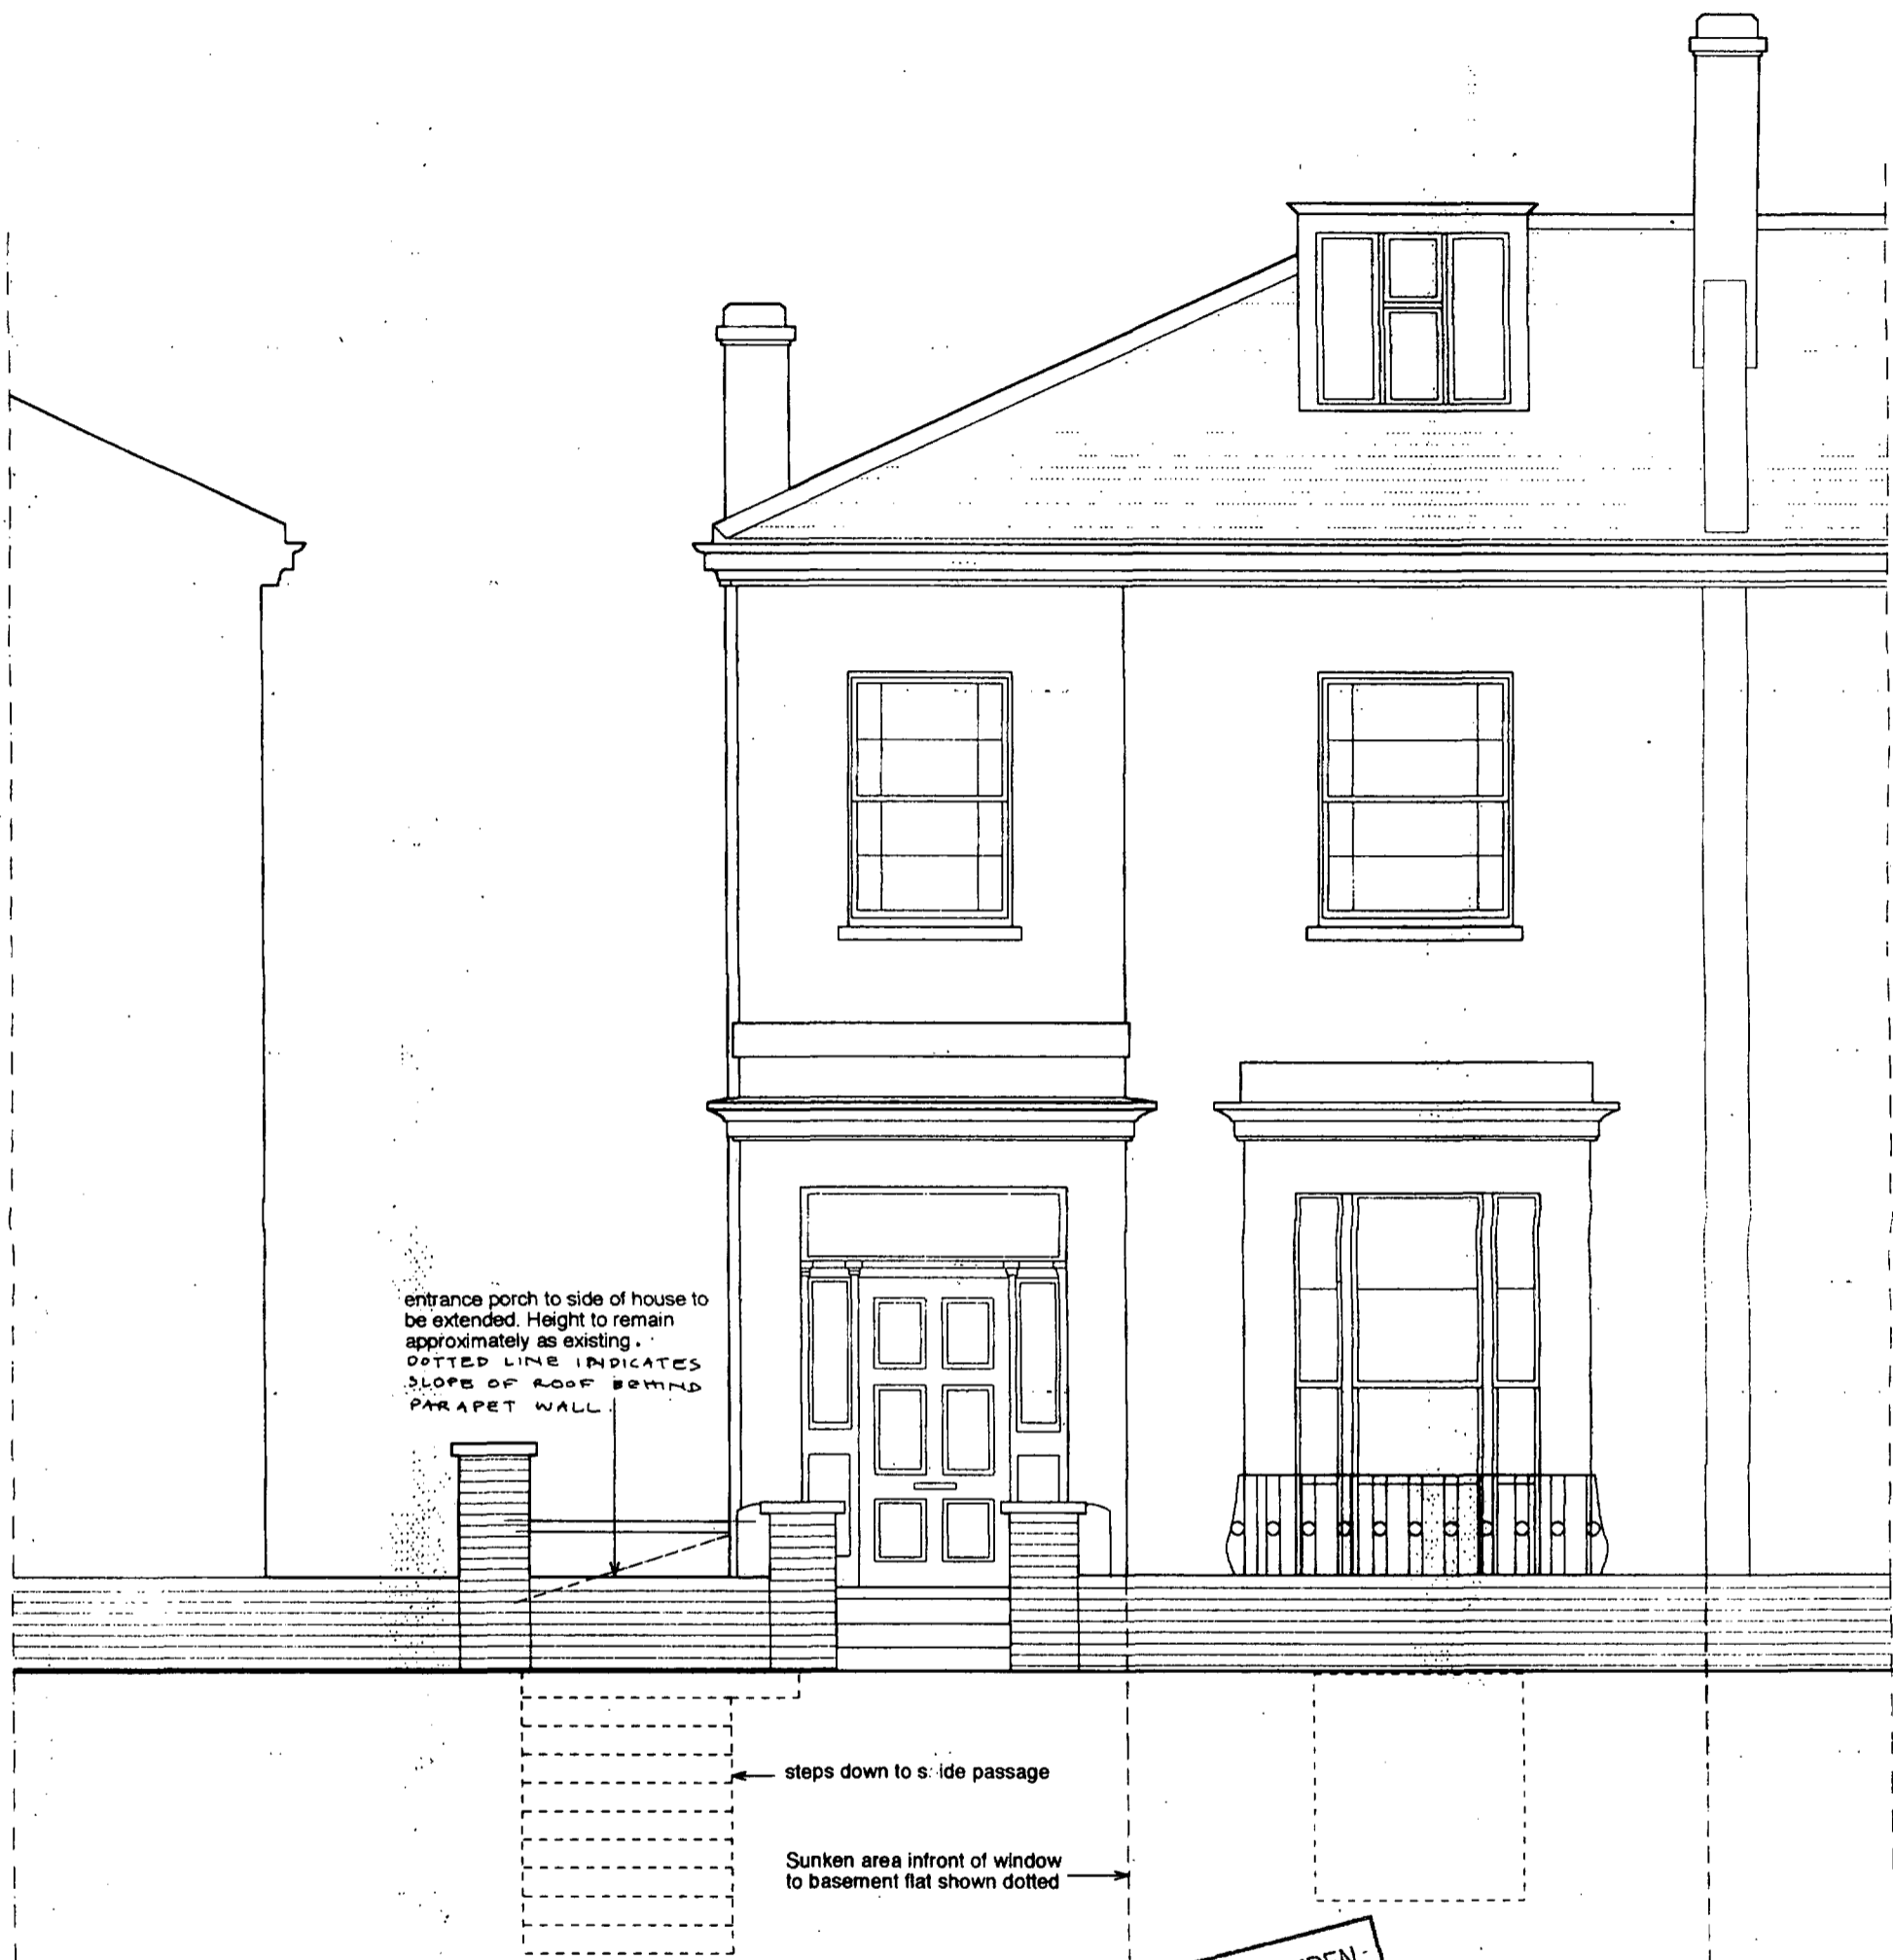 entrance porch to side of house to
be extended. Height to remain
approximately as existing.
DOTTED LINE INDICATES
SLOPE OF ROOF BEHIND
PARAPET WALL.
steps down to s:ide passage
Sunken area infront of window
to basement flat shown dotted